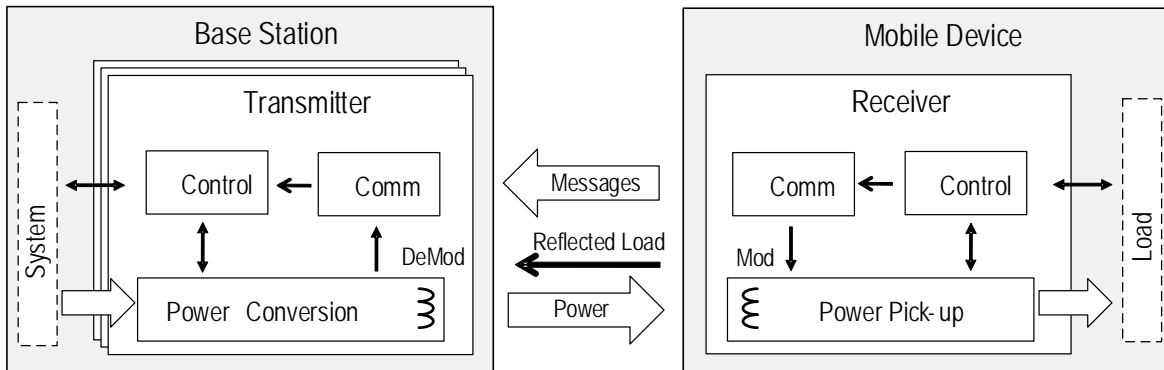 Base Station
Mobile Device
Transmitter
Receiver
Control
Comm
Messages
Comm
Control
System
DeMod
Reflected Load
Mod
Load
Power Conversion
Power
Power Pick-up